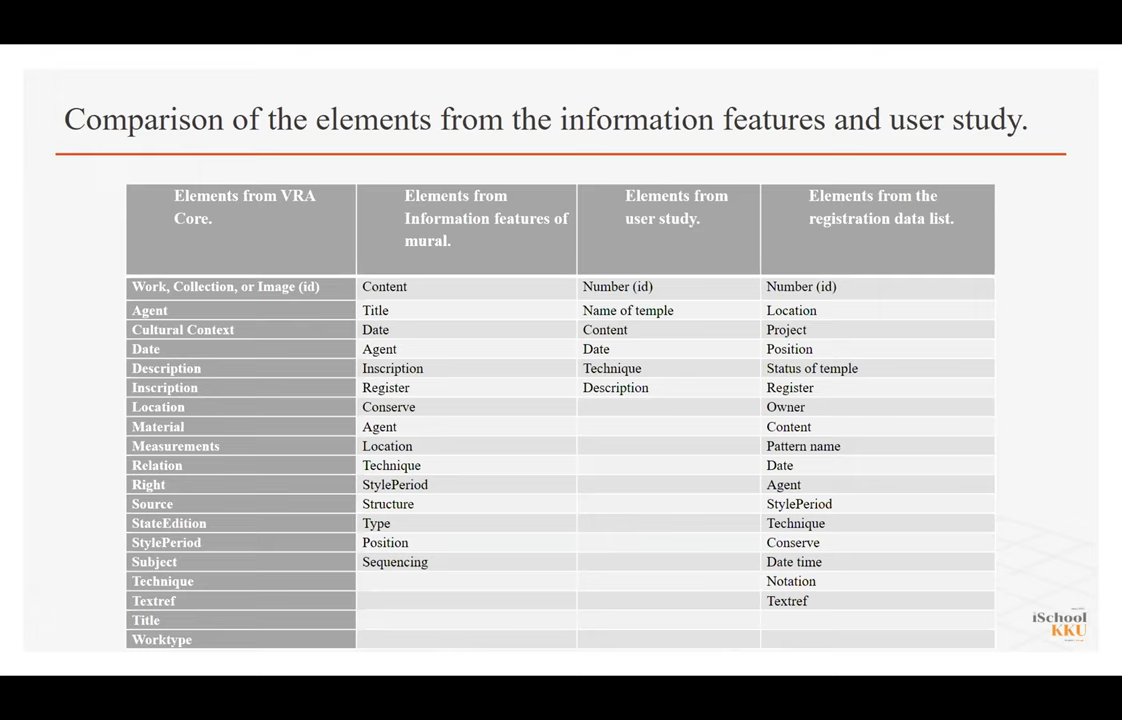 Comparison of the elements from the information features and user study.
Elements from VRA Core. Elements from Information features of mural. Elements from user study. Elements from the registration data list.
Work, Collection, or Image (id) Content Number (id) Number (id)
Agent Title Name of temple Location
Cultural Context Date Content Project
Date Agent Date Position
Description Inscription Technique Status of temple
Inscription Register Description Register
Location Conserve Owner
Material Agent Content
Measurements Location Pattern name
Relation Technique Date
Right StylePeriod Agent
Source Structure StylePeriod
StateEdition Type Technique
StylePeriod Position Conserve
Subject Sequencing Date time
Technique Notation
Textref Textref
Title
Worktype
iSchool
KKU